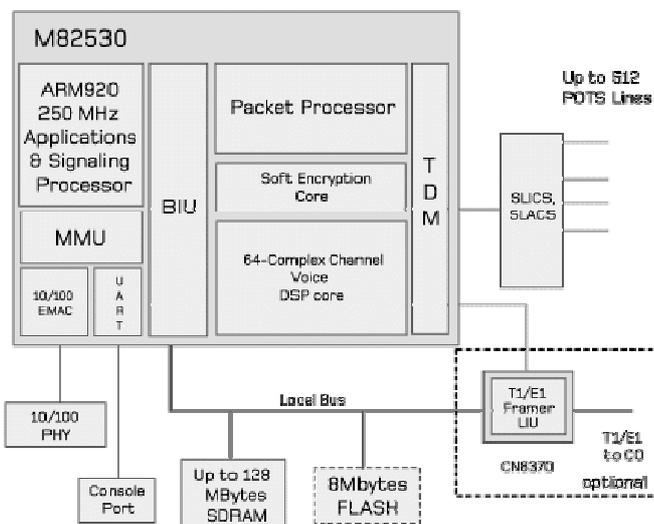 M82530
ARM920
250 MHz
Applications
& Signaling
Processor
MMU
10/100
EMAC
U
A
R
T
BIU
Packet Processor
Soft Encryption
Core
64-Complex Channel
Voice
DSP core
T
D
M
Up to 512
POTS Lines
SLICS,
SLACS
Local Bus
T1/E1
Framer
LIU
CN8370
T1/E1
to CO
optional
10/100
PHY
Console
Port
Up to 128
MBytes
SDRAM
8Mbytes
FLASH